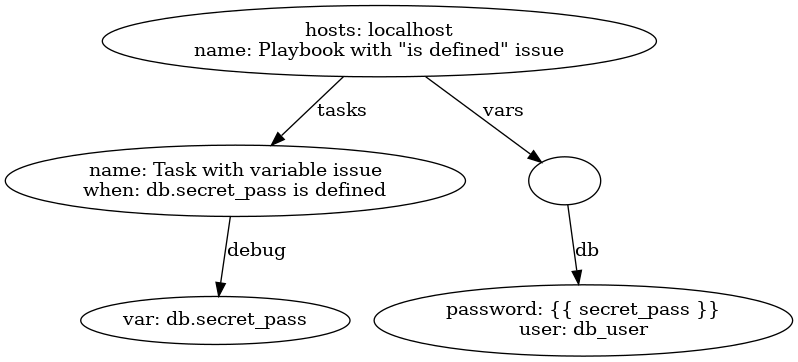 hosts: localhost
name: Playbook with "is defined" issue
tasks
vars
name: Task with variable issue
when: db.secret_pass is defined
debug
db
var: db.secret_pass
password: {{ secret_pass }}
user: db_user